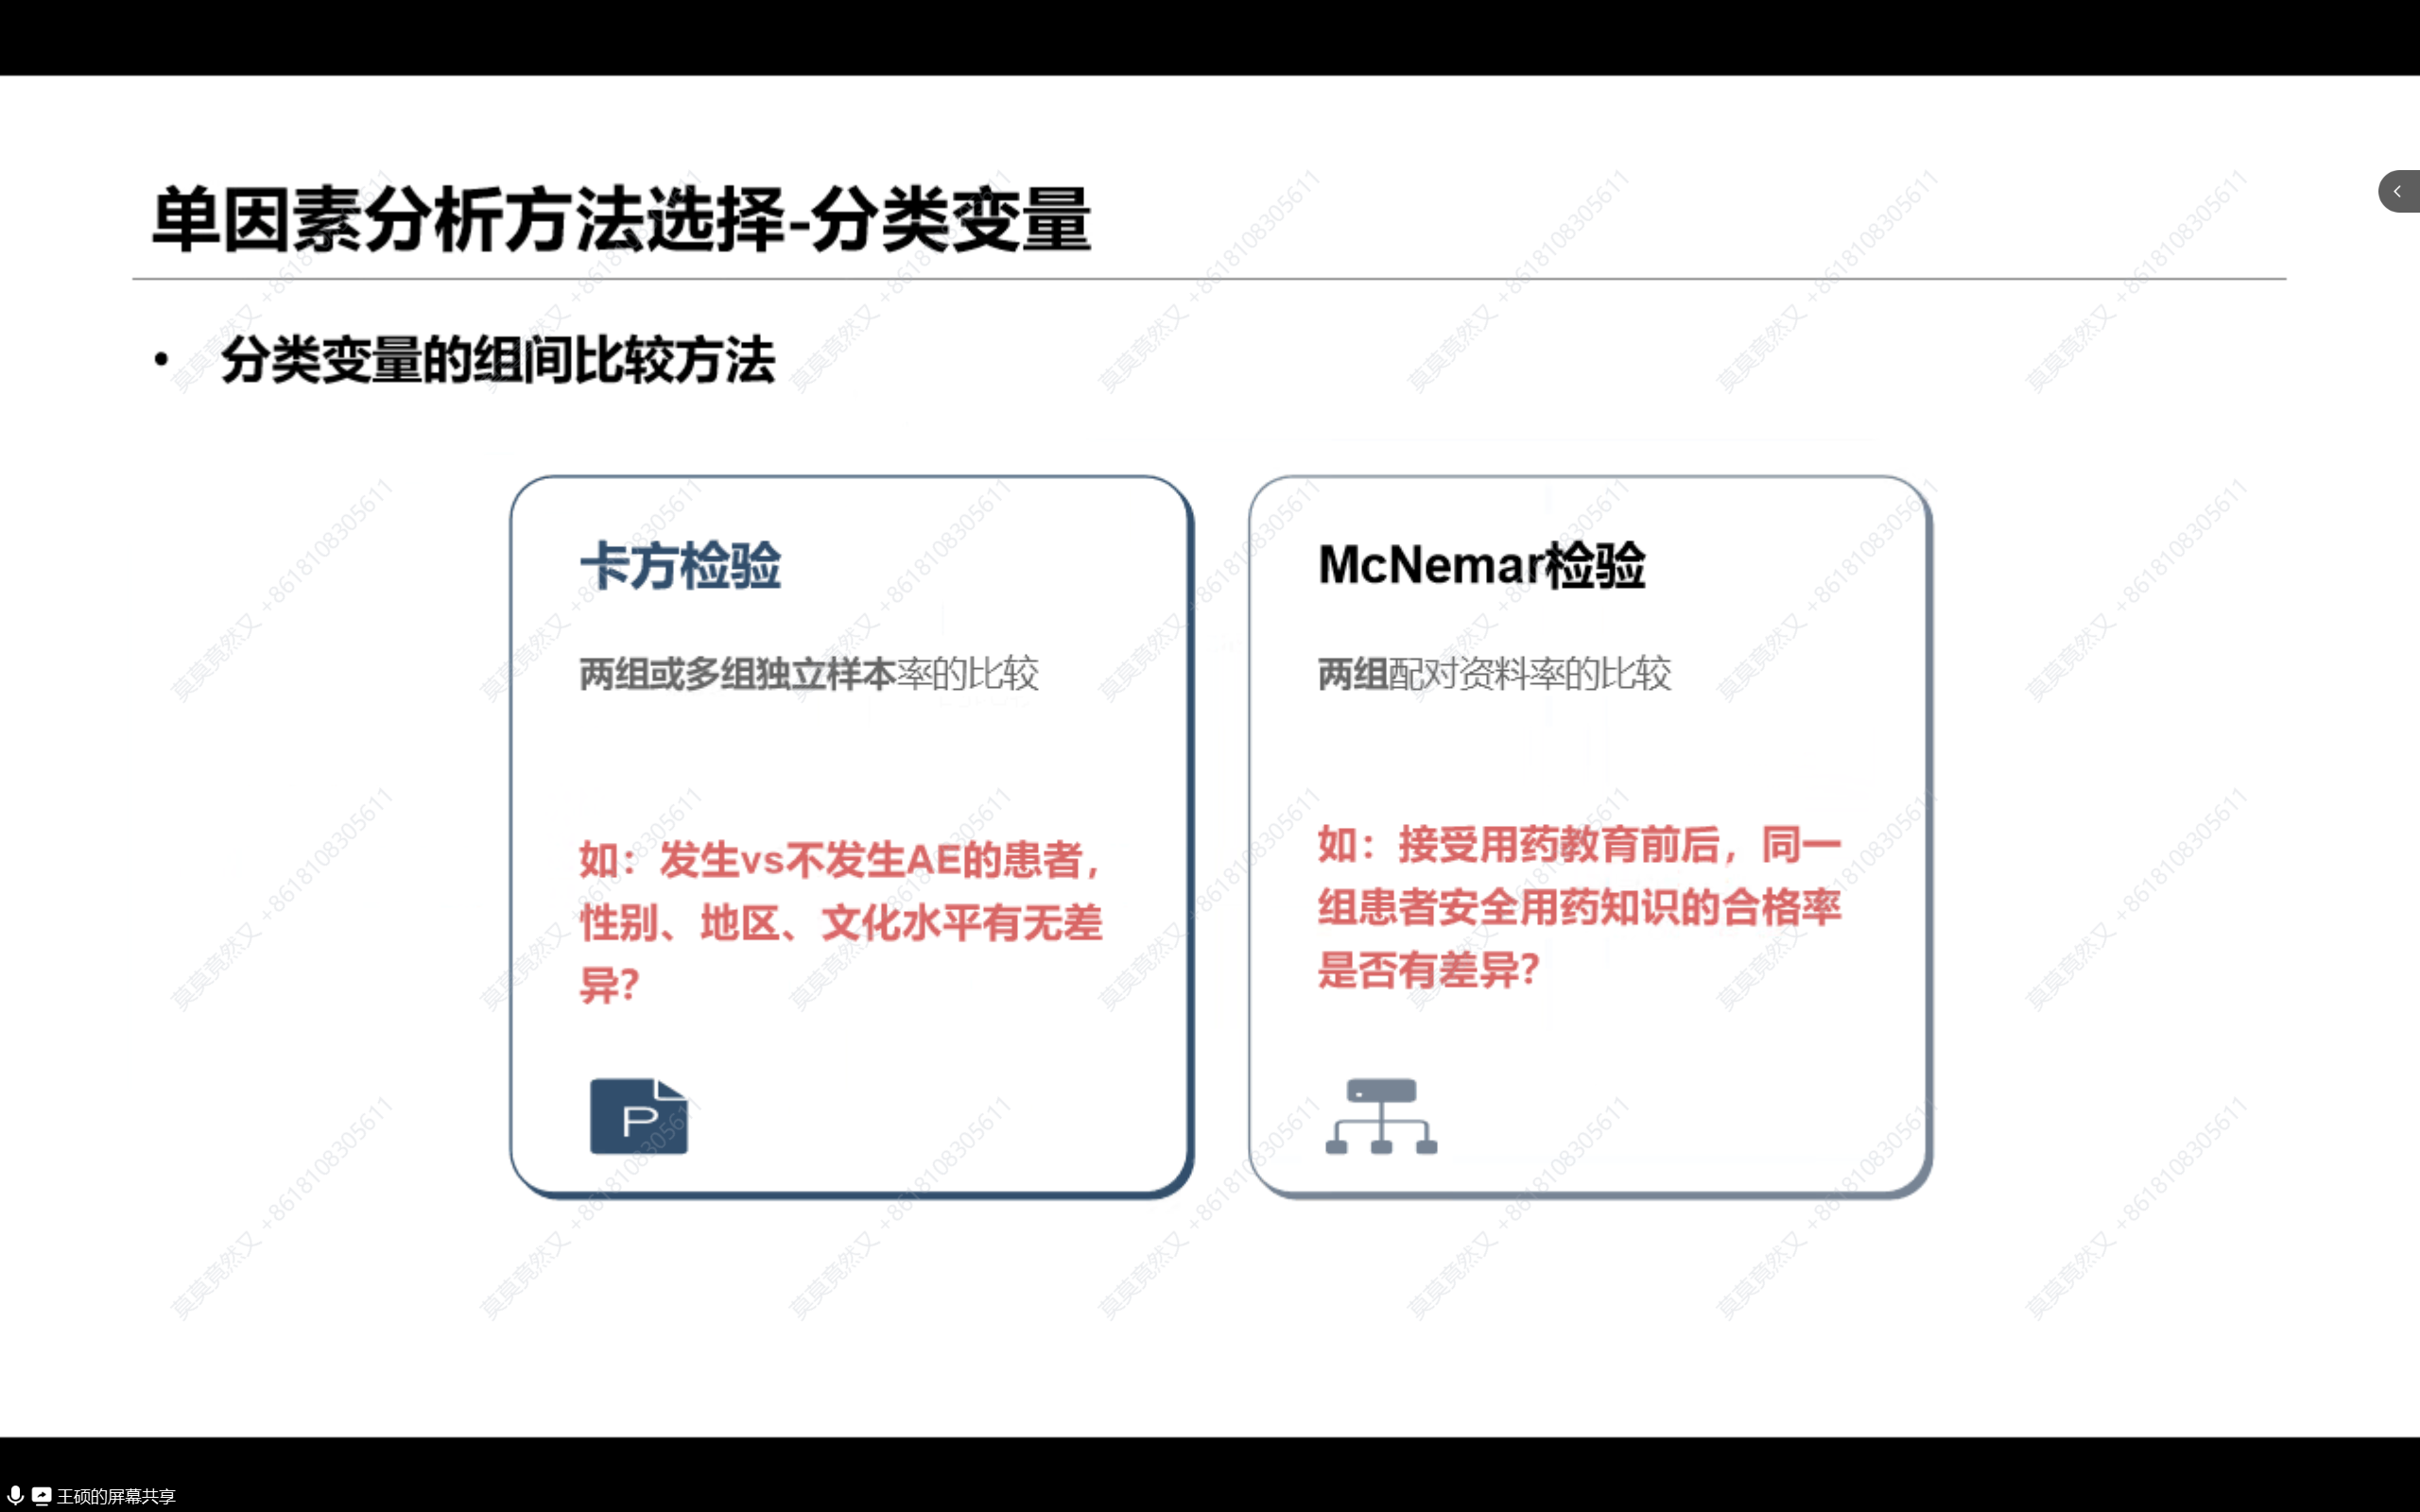 单因素分析方法选择-分类变量
• 分类变量的组间比较方法
卡方检验
两组或多组独立样本率的比较
如：发生vs不发生AE的患者，
性别、地区、文化水平有无差
异？
P
McNemar检验
两组配对资料率的比较
如：接受用药教育前后，同一
组患者安全用药知识的合格率
是否有差异？
王硕的屏幕共享